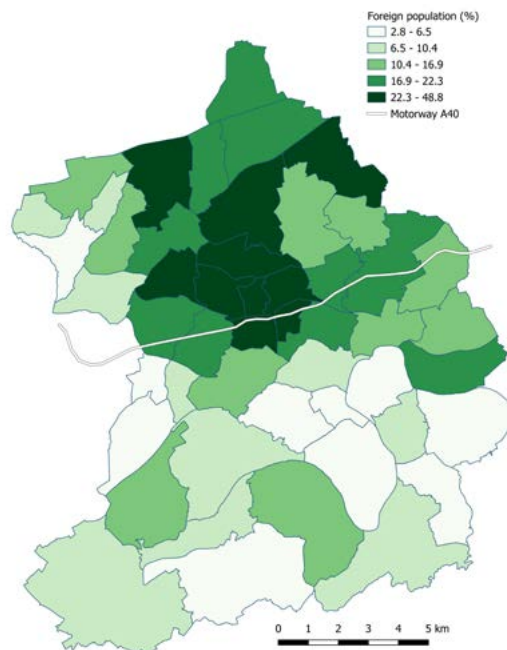 Foreign population (%)
2.8 - 6.5
6.5 - 10.4
10.4 - 16.9
16.9 - 22.3
22.3 - 48.8
Motorway A40
0 1 2 3 4 5 km